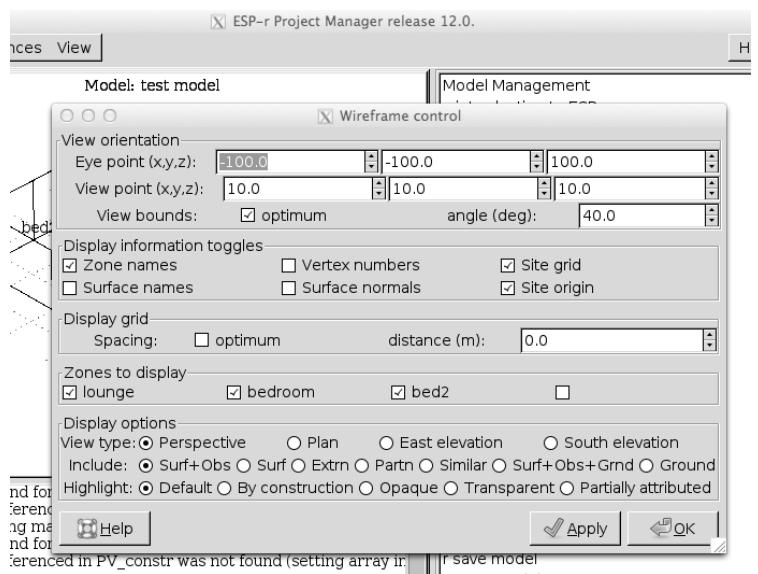 ESP-r Project Manager release 12.0.
nces View H
Model: test model
Model Management
Wireframe control
View orientation
Eye point (x,y,z): -100.0 -100.0 100.0
View point (x,y,z): 10.0 10.0 10.0
View bounds: optimum angle (deg): 40.0
bed2
Display information toggles
Zone names Vertex numbers Site grid
Surface names Surface normals Site origin
Display grid
Spacing: optimum distance (m): 0.0
Zones to display
lounge bedroom bed2
Display options
View type: Perspective Plan East elevation South elevation
Include: Surf+Obs Surf Extrn Partn Similar Surf+Obs+Grnd Ground
Highlight: Default By construction Opaque Transparent Partially attributed
nd for
ferenc
ng ma
nd for
Help Apply OK
ferenced in PV_constr was not found (setting array in
r save model